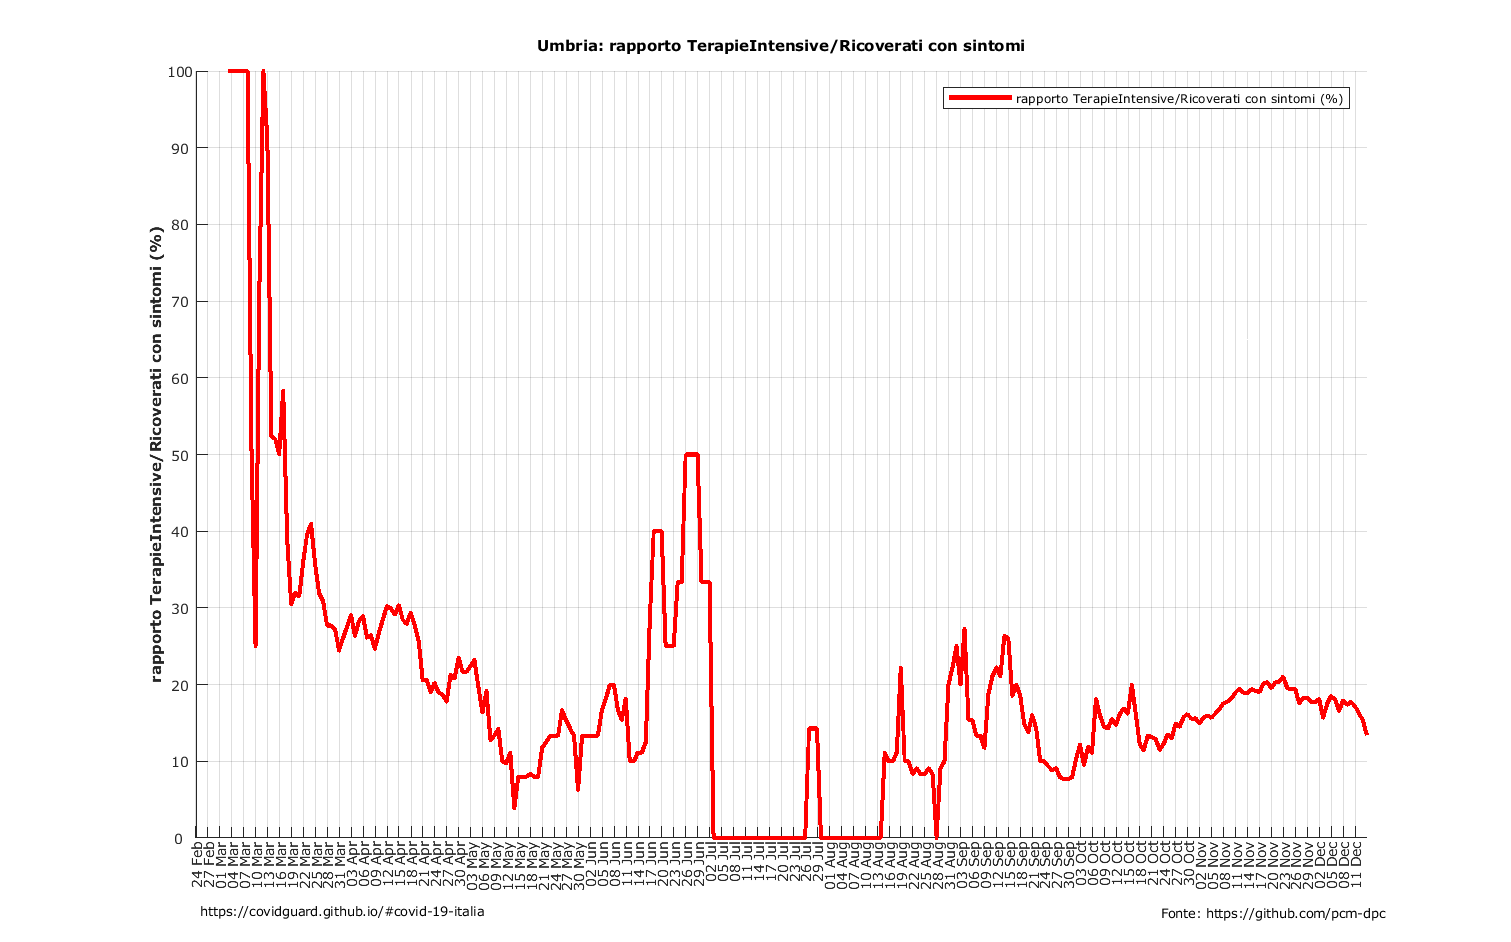 Umbria: rapporto TerapieIntensive/Ricoverati con sintomi
rapporto TerapieIntensive/Ricoverati con sintomi (%)
rapporto TerapieIntensive/Ricoverati con sintomi (%)
100
90
80
70
60
50
40
30
20
10
0
24 Feb
27 Feb
01 Mar
04 Mar
07 Mar
10 Mar
13 Mar
16 Mar
19 Mar
22 Mar
25 Mar
28 Mar
31 Mar
03 Apr
06 Apr
09 Apr
12 Apr
15 Apr
18 Apr
21 Apr
24 Apr
27 Apr
30 Apr
03 May
06 May
09 May
12 May
15 May
18 May
21 May
24 May
27 May
30 May
02 Jun
05 Jun
08 Jun
11 Jun
14 Jun
17 Jun
20 Jun
23 Jun
26 Jun
29 Jun
02 Jul
05 Jul
08 Jul
11 Jul
14 Jul
17 Jul
20 Jul
23 Jul
26 Jul
29 Jul
01 Aug
04 Aug
07 Aug
10 Aug
13 Aug
16 Aug
19 Aug
22 Aug
25 Aug
28 Aug
31 Aug
03 Sep
06 Sep
09 Sep
12 Sep
15 Sep
18 Sep
21 Sep
24 Sep
27 Sep
30 Sep
03 Oct
06 Oct
09 Oct
12 Oct
15 Oct
18 Oct
21 Oct
24 Oct
27 Oct
30 Oct
02 Nov
05 Nov
08 Nov
11 Nov
14 Nov
17 Nov
20 Nov
23 Nov
26 Nov
29 Nov
02 Dec
05 Dec
08 Dec
11 Dec
https://covidguard.github.io/#covid-19-italia
Fonte: https://github.com/pcm-dpc